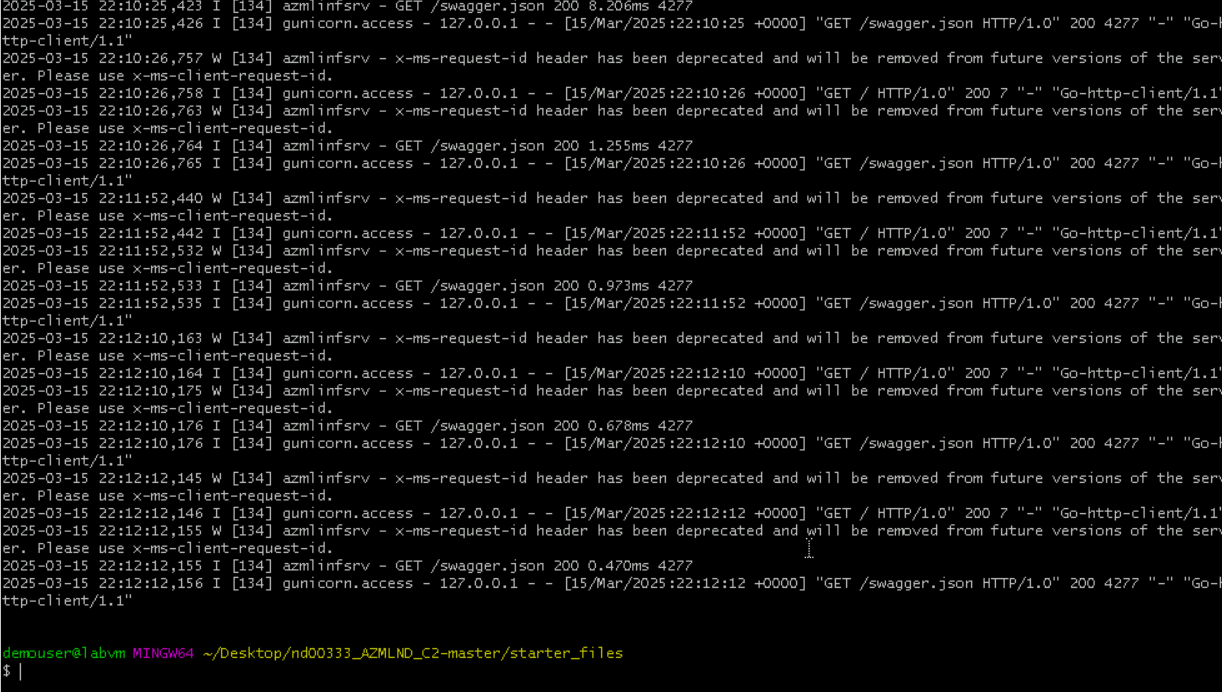 2025-03-15 22:10:25,423 I [134] azmlinfsrv - GET /swagger.json 200 8.206ms 4277
2025-03-15 22:10:25,426 I [134] gunicorn.access - 127.0.0.1 - - [15/Mar/2025:22:10:25 +0000] "GET /swagger.json HTTP/1.0" 200 4277 "-" "Go-h
ttp-client/1.1"
2025-03-15 22:10:26,757 W [134] azmlinfsrv - x-ms-request-id header has been deprecated and will be removed from future versions of the serv
er. Please use x-ms-client-request-id.
2025-03-15 22:10:26,758 I [134] gunicorn.access - 127.0.0.1 - - [15/Mar/2025:22:10:26 +0000] "GET / HTTP/1.0" 200 7 "-" "Go-http-client/1.1"
2025-03-15 22:10:26,763 W [134] azmlinfsrv - x-ms-request-id header has been deprecated and will be removed from future versions of the serv
er. Please use x-ms-client-request-id.
2025-03-15 22:10:26,764 I [134] azmlinfsrv - GET /swagger.json 200 1.255ms 4277
2025-03-15 22:10:26,765 I [134] gunicorn.access - 127.0.0.1 - - [15/Mar/2025:22:10:26 +0000] "GET /swagger.json HTTP/1.0" 200 4277 "-" "Go-h
ttp-client/1.1"
2025-03-15 22:11:52,440 W [134] azmlinfsrv - x-ms-request-id header has been deprecated and will be removed from future versions of the serv
er. Please use x-ms-client-request-id.
2025-03-15 22:11:52,442 I [134] gunicorn.access - 127.0.0.1 - - [15/Mar/2025:22:11:52 +0000] "GET / HTTP/1.0" 200 7 "-" "Go-http-client/1.1"
2025-03-15 22:11:52,532 W [134] azmlinfsrv - x-ms-request-id header has been deprecated and will be removed from future versions of the serv
er. Please use x-ms-client-request-id.
2025-03-15 22:11:52,533 I [134] azmlinfsrv - GET /swagger.json 200 0.973ms 4277
2025-03-15 22:11:52,535 I [134] gunicorn.access - 127.0.0.1 - - [15/Mar/2025:22:11:52 +0000] "GET /swagger.json HTTP/1.0" 200 4277 "-" "Go-h
ttp-client/1.1"
2025-03-15 22:12:10,163 W [134] azmlinfsrv - x-ms-request-id header has been deprecated and will be removed from future versions of the serv
er. Please use x-ms-client-request-id.
2025-03-15 22:12:10,164 I [134] gunicorn.access - 127.0.0.1 - - [15/Mar/2025:22:12:10 +0000] "GET / HTTP/1.0" 200 7 "-" "Go-http-client/1.1"
2025-03-15 22:12:10,175 W [134] azmlinfsrv - x-ms-request-id header has been deprecated and will be removed from future versions of the serv
er. Please use x-ms-client-request-id.
2025-03-15 22:12:10,176 I [134] azmlinfsrv - GET /swagger.json 200 0.678ms 4277
2025-03-15 22:12:10,176 I [134] gunicorn.access - 127.0.0.1 - - [15/Mar/2025:22:12:10 +0000] "GET /swagger.json HTTP/1.0" 200 4277 "-" "Go-h
ttp-client/1.1"
2025-03-15 22:12:12,145 W [134] azmlinfsrv - x-ms-request-id header has been deprecated and will be removed from future versions of the serv
er. Please use x-ms-client-request-id.
2025-03-15 22:12:12,146 I [134] gunicorn.access - 127.0.0.1 - - [15/Mar/2025:22:12:12 +0000] "GET / HTTP/1.0" 200 7 "-" "Go-http-client/1.1"
2025-03-15 22:12:12,155 W [134] azmlinfsrv - x-ms-request-id header has been deprecated and will be removed from future versions of the serv
er. Please use x-ms-client-request-id.
2025-03-15 22:12:12,155 I [134] azmlinfsrv - GET /swagger.json 200 0.470ms 4277
2025-03-15 22:12:12,156 I [134] gunicorn.access - 127.0.0.1 - - [15/Mar/2025:22:12:12 +0000] "GET /swagger.json HTTP/1.0" 200 4277 "-" "Go-h
ttp-client/1.1"
demouser@labvm MINGW64 ~/Desktop/nd00333_AZMLND_C2-master/starter_files
$